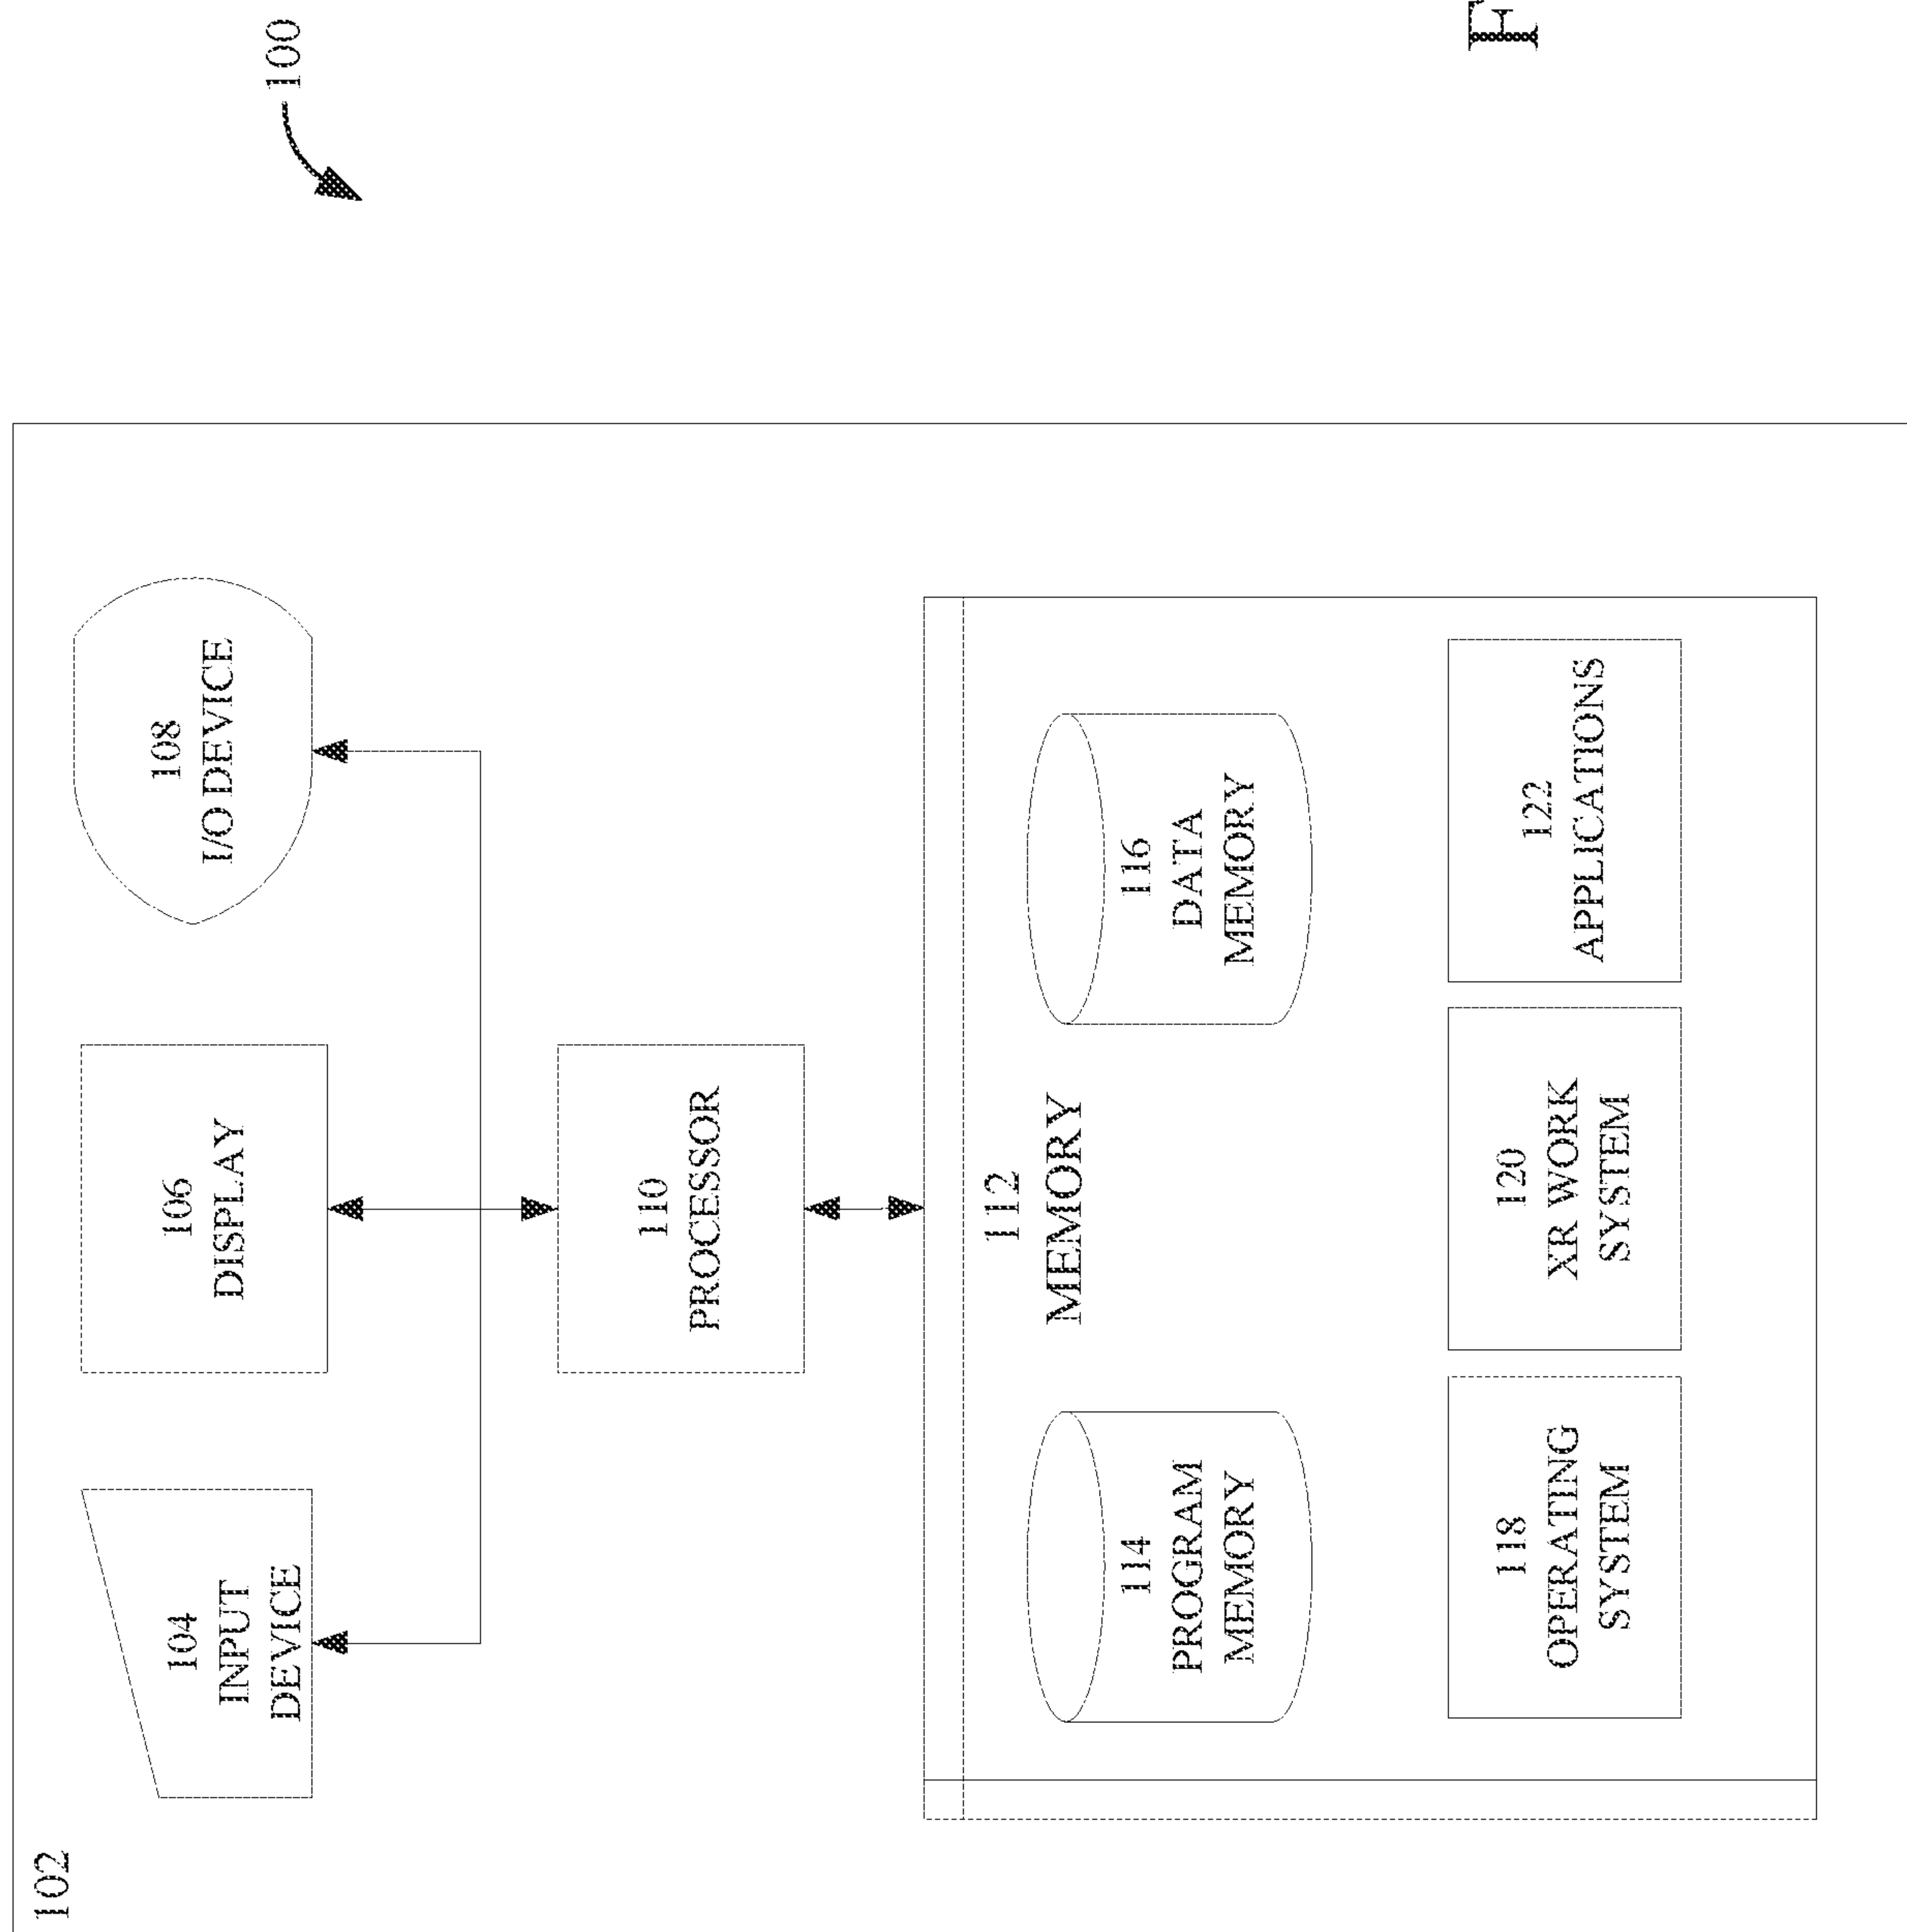 100
102
104
INPUT
DEVICE
106
DISPLAY
108
I/O DEVICE
110
PROCESSOR
112
MEMORY
114
PROGRAM
MEMORY
116
DATA
MEMORY
118
OPERATING
SYSTEM
120
XR WORK
SYSTEM
122
APPLICATIONS
F